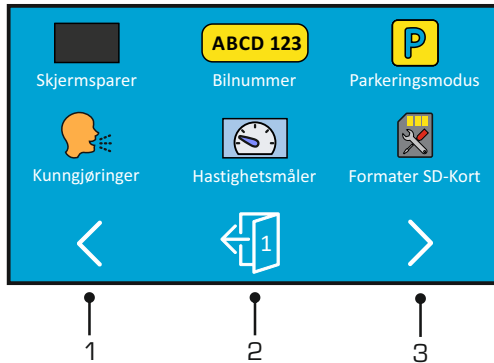 ABCD 123
P
Skjermsparer
Bilnummer
Parkeringsmodus
Kunngjøringer
Hastighetsmåler
Formater SD-Kort
1
1
2
3